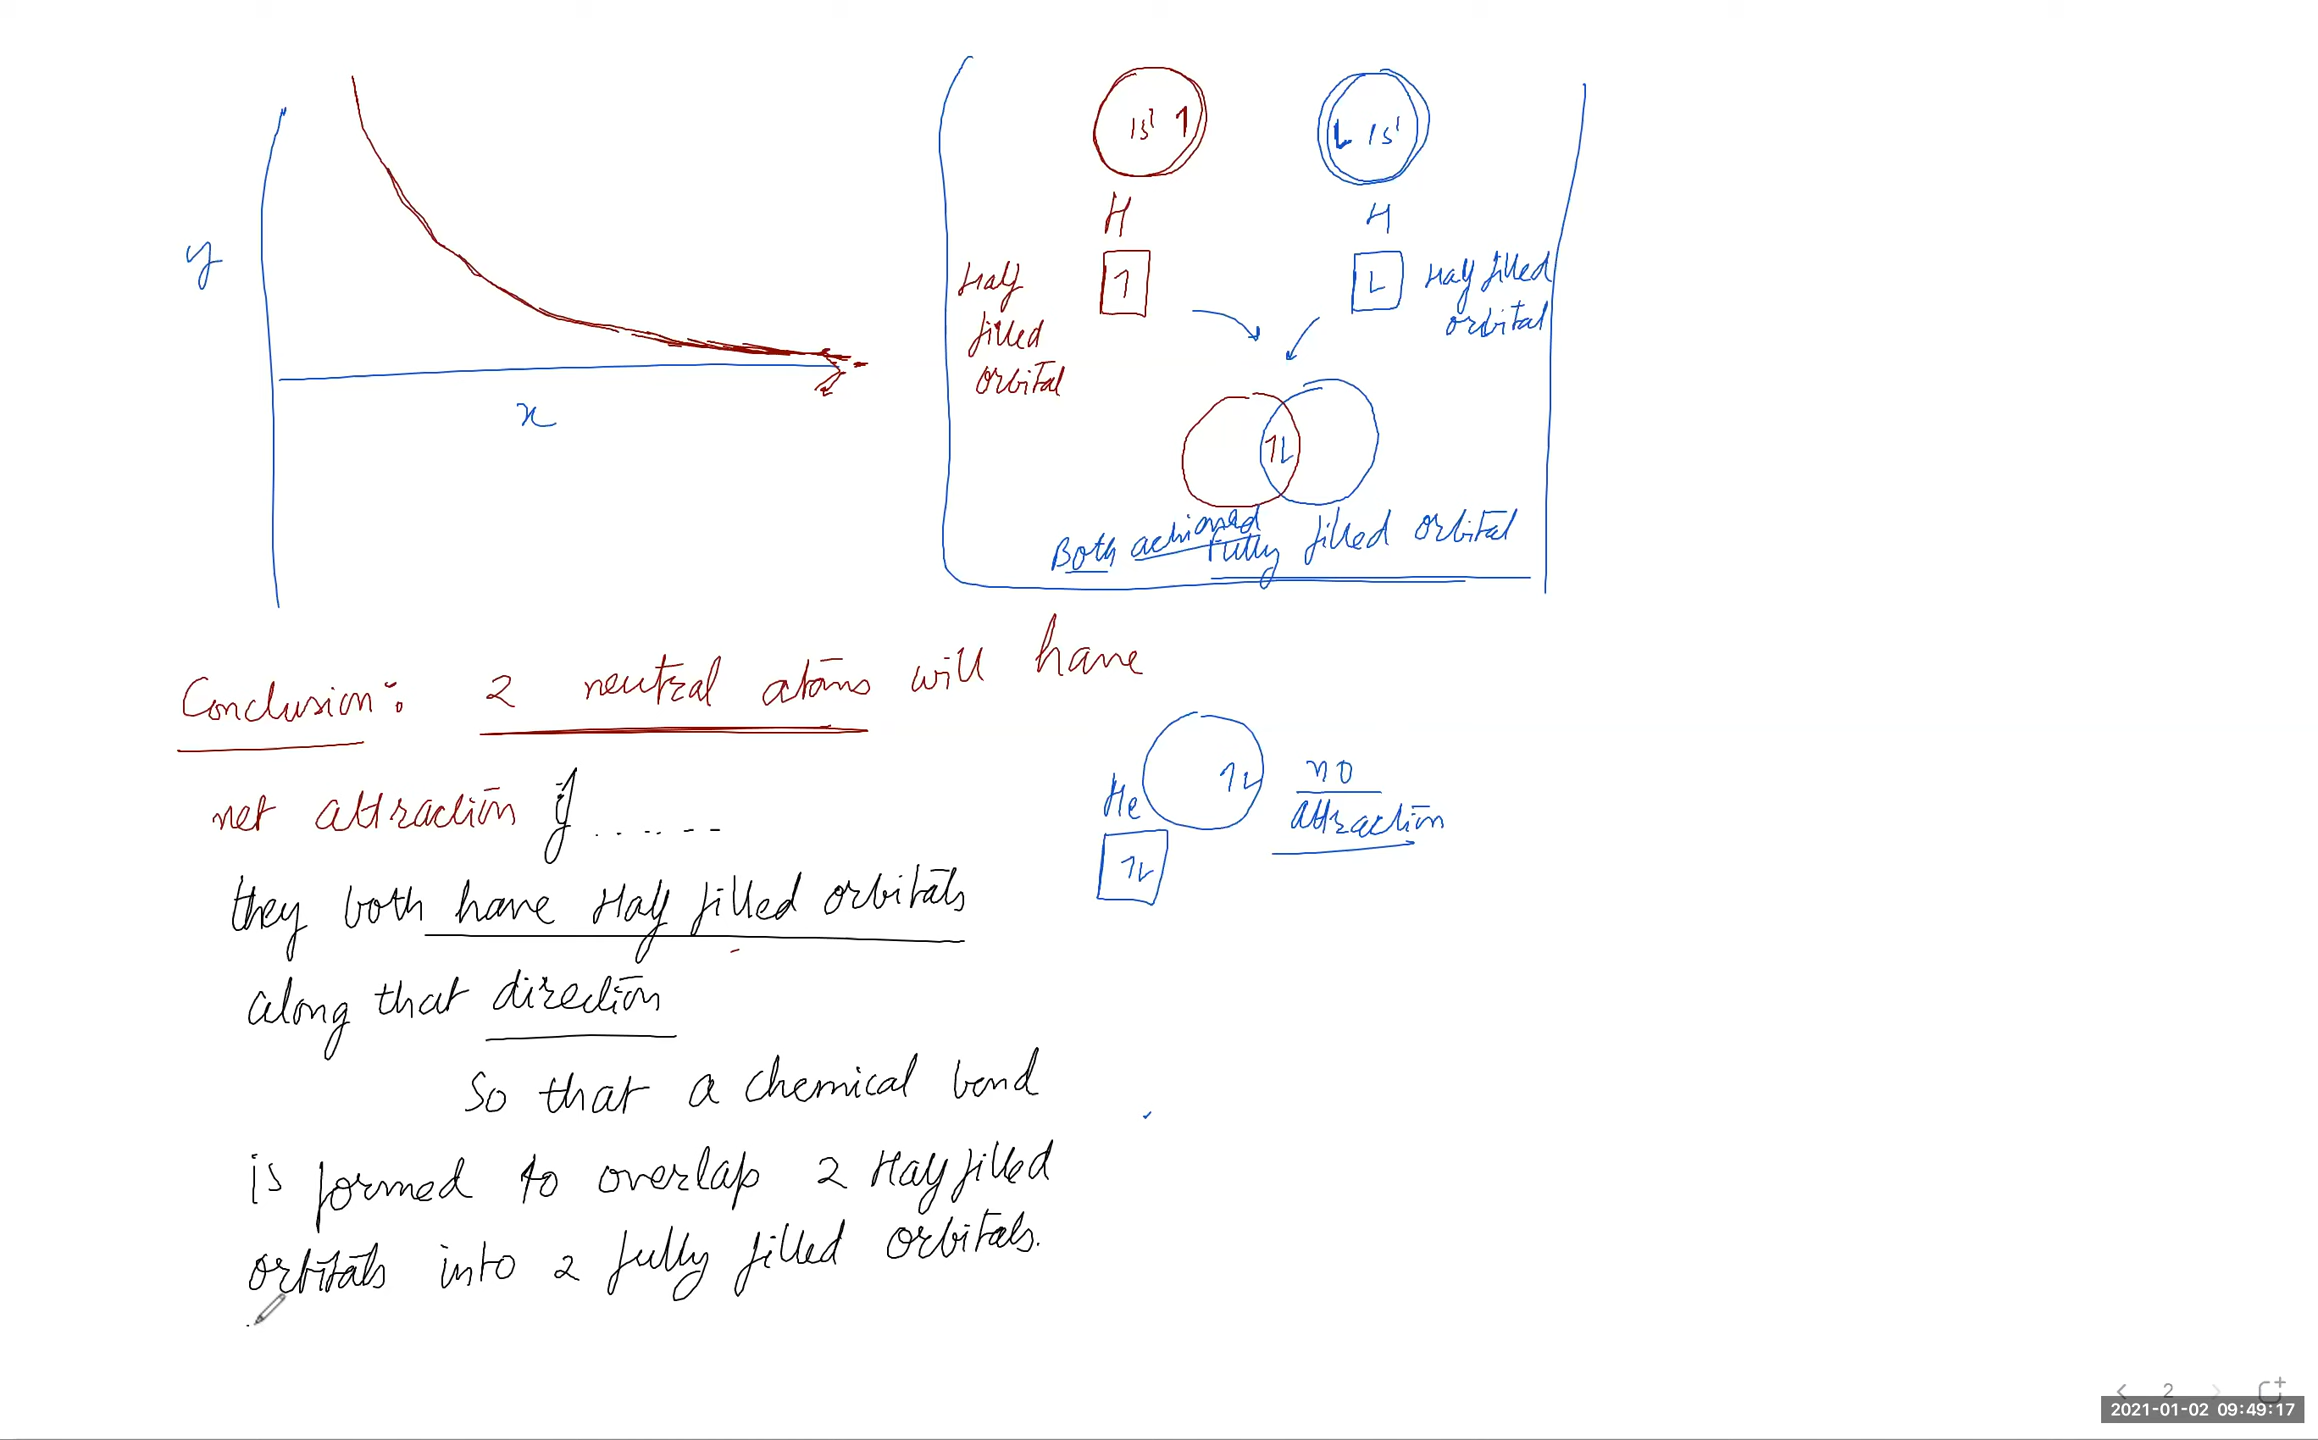 y
x
1s¹ 1
1s¹
H
H
Half
filled
orbital
Half filled
orbital
Both achieved
fully filled orbital
Conclusion: 2 neutral atoms will have
net attraction if ......
they both have Half filled orbitals
along that direction
So that a chemical bond
is formed to overlap 2 Half filled
orbitals into 2 fully filled orbitals.
He
no
attraction
2
2021-01-02 09:49:17